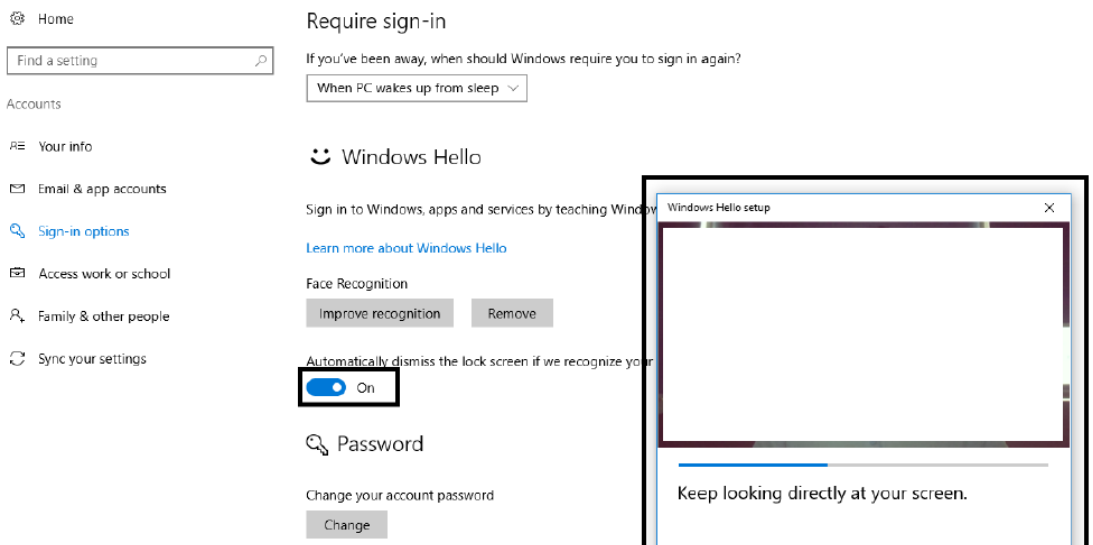 Home
Find a setting
Accounts
Your info
Email & app accounts
Sign-in options
Access work or school
Family & other people
Sync your settings
Require sign-in
If you've been away, when should Windows require you to sign in again?
When PC wakes up from sleep
Windows Hello
Sign in to Windows, apps and services by teaching
Learn more about Windows Hello
Face Recognition
Improve recognition Remove
Automatically dismiss the lock screen if we recognize your
On
Password
Change your account password
Change
Windows Hello setup
Keep looking directly at your screen.